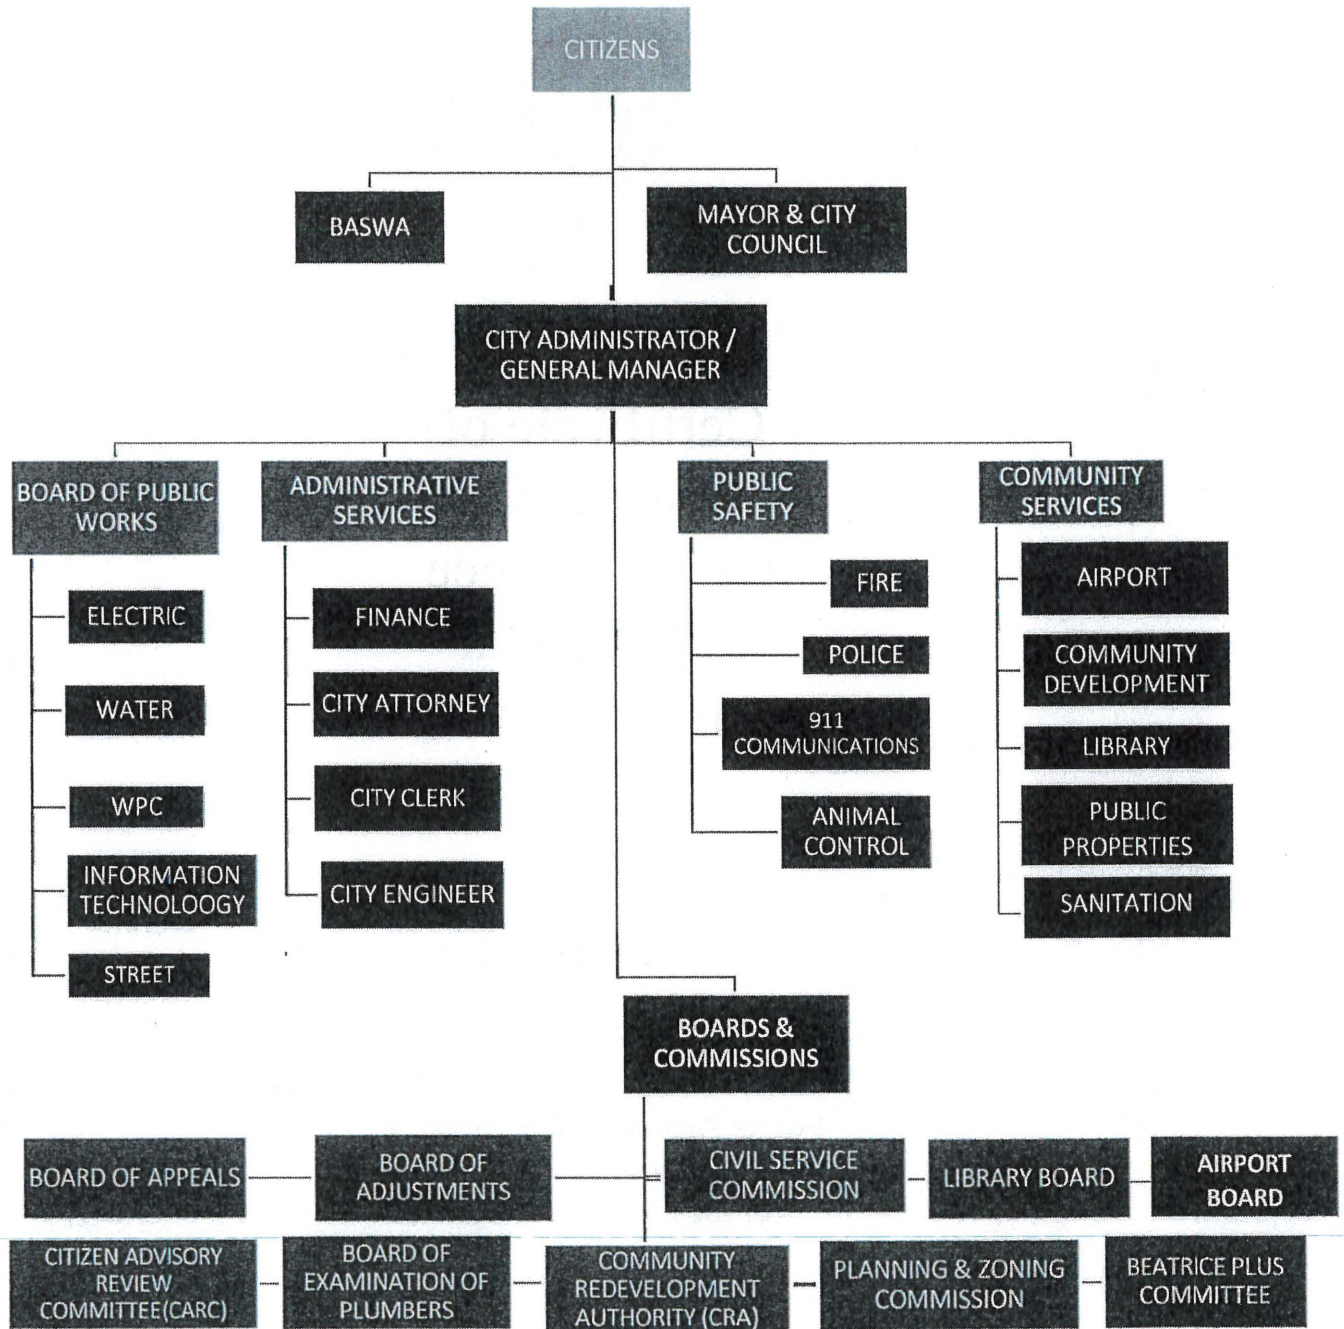 CITIZENS
BASWA
MAYOR & CITY
COUNCIL
CITY ADMINISTRATOR /
GENERAL MANAGER
BOARD OF PUBLIC
WORKS
ADMINISTRATIVE
SERVICES
PUBLIC
SAFETY
COMMUNITY
SERVICES
ELECTRIC
WATER
WPC
INFORMATION
TECHNOLOOGY
STREET
FINANCE
CITY ATTORNEY
CITY CLERK
CITY ENGINEER
FIRE
POLICE
911
COMMUNICATIONS
ANIMAL
CONTROL
AIRPORT
COMMUNITY
DEVELOPMENT
LIBRARY
PUBLIC
PROPERTIES
SANITATION
BOARDS &
COMMISSIONS
BOARD OF APPEALS
BOARD OF
ADJUSTMENTS
CIVIL SERVICE
COMMISSION
LIBRARY BOARD
AIRPORT
BOARD
CITIZEN ADVISORY
REVIEW
COMMITTEE(CARC)
BOARD OF
EXAMINATION OF
PLUMBERS
COMMUNITY
REDEVELOPMENT
AUTHORITY (CRA)
PLANNING & ZONING
COMMISSION
BEATRICE PLUS
COMMITTEE